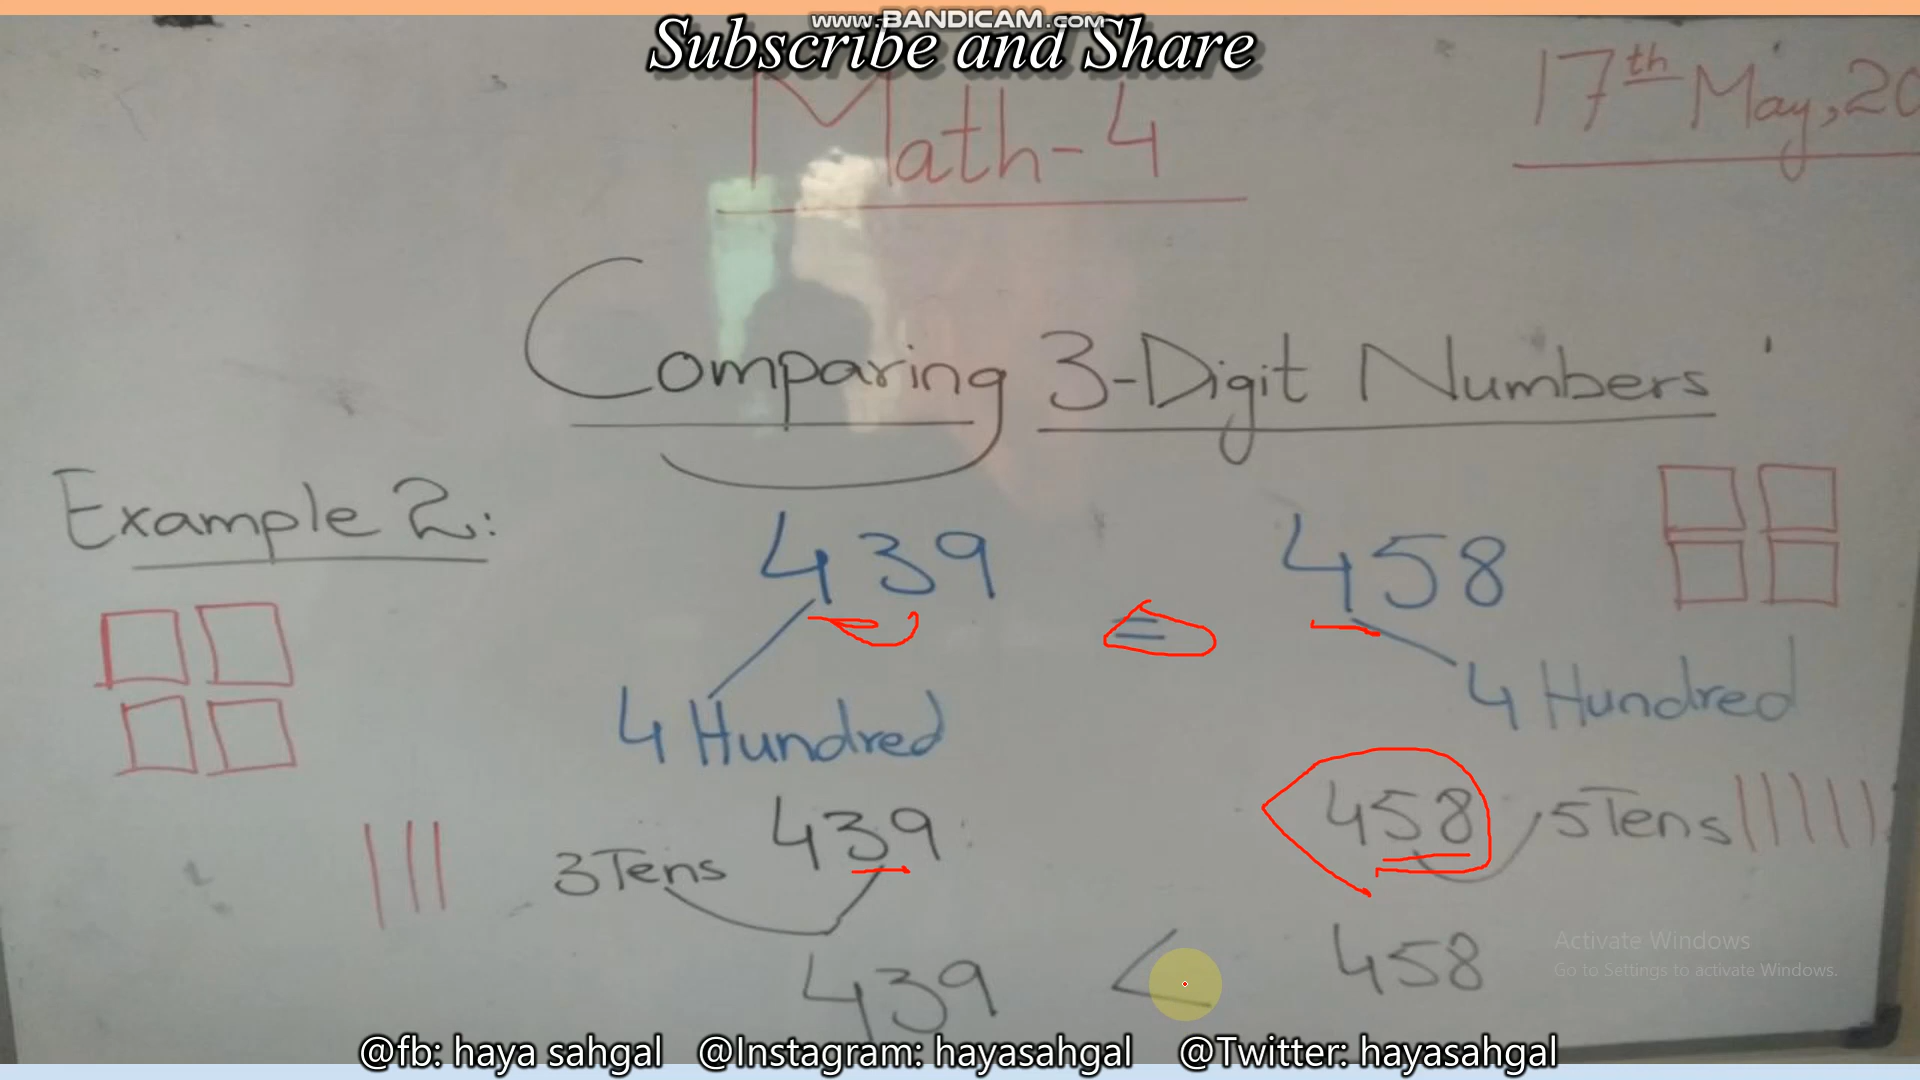 www.BANDICAM.com
Subscribe and Share
Math-4
17th May, 20
Comparing 3-Digit Numbers
Example 2:
439 = 458
4 Hundred
4 Hundred
3 Tens 439
458 5 Tens
439 < 458
Activate Windows
Go to Settings to activate Windows.
@fb: haya sahgal @Instagram: hayasahgal @Twitter: hayasahgal